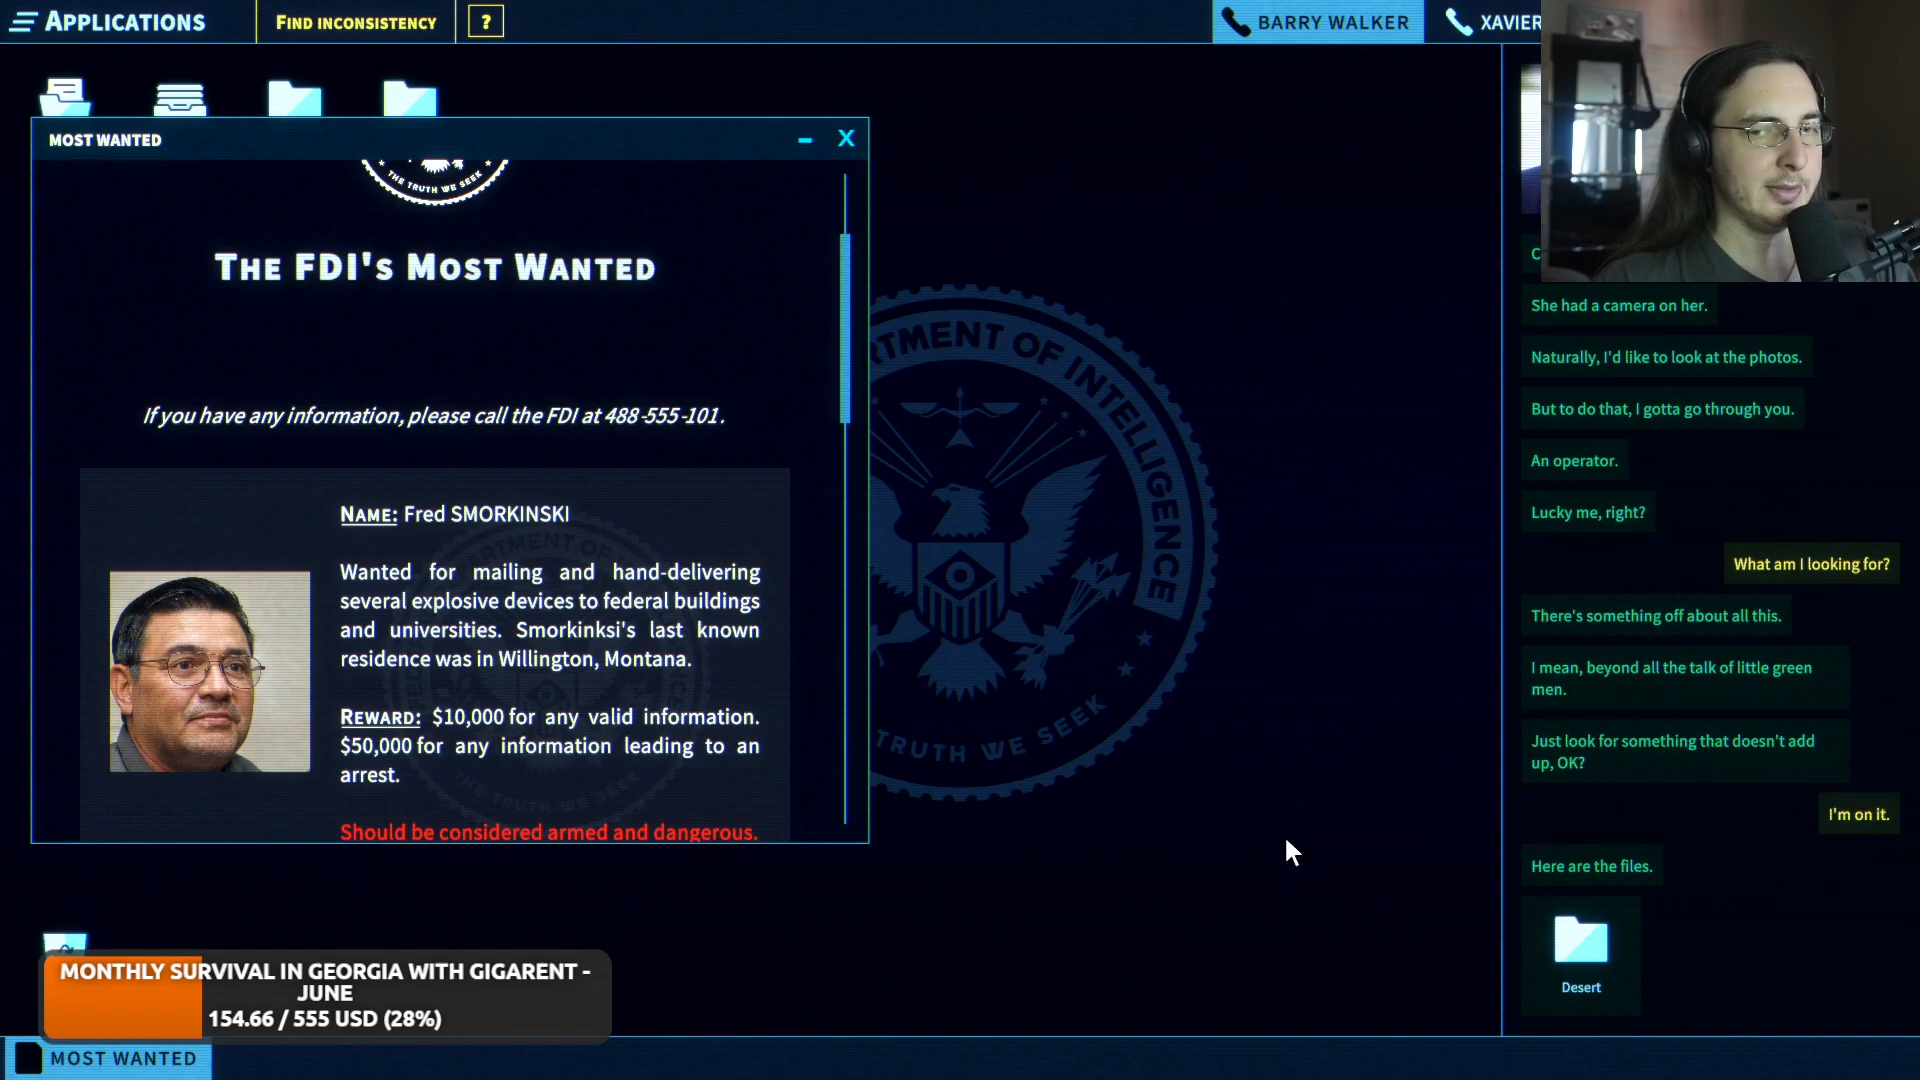 APPLICATIONS
FIND INCONSISTENCY
?
BARRY WALKER
XAVIER
MOST WANTED
THE TRUTH WE SEEK
THE FDI'S MOST WANTED
If you have any information, please call the FDI at 488-555-101.
NAME: Fred SMORKINSKI
Wanted for mailing and hand-delivering
several explosive devices to federal buildings
and universities. Smorkinksi's last known
residence was in Willington, Montana.
REWARD: $10,000 for any valid information.
$50,000 for any information leading to an
arrest.
Should be considered armed and dangerous.
RTMENT OF INTELLIGENCE
TRUTH WE SEEK
C
She had a camera on her.
Naturally, I'd like to look at the photos.
But to do that, I gotta go through you.
An operator.
Lucky me, right?
What am I looking for?
There's something off about all this.
I mean, beyond all the talk of little green
men.
Just look for something that doesn't add
up, OK?
I'm on it.
Here are the files.
Desert
MONTHLY SURVIVAL IN GEORGIA WITH GIGARENT -
JUNE
154.66 / 555 USD (28%)
MOST WANTED